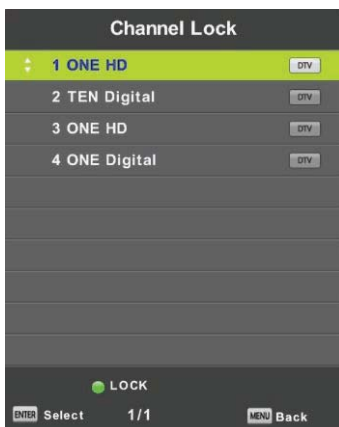 Channel Lock
1 ONE HD DTV
2 TEN Digital DTV
3 ONE HD DTV
4 ONE Digital DTV
LOCK
ENTER Select 1/1 MENU Back